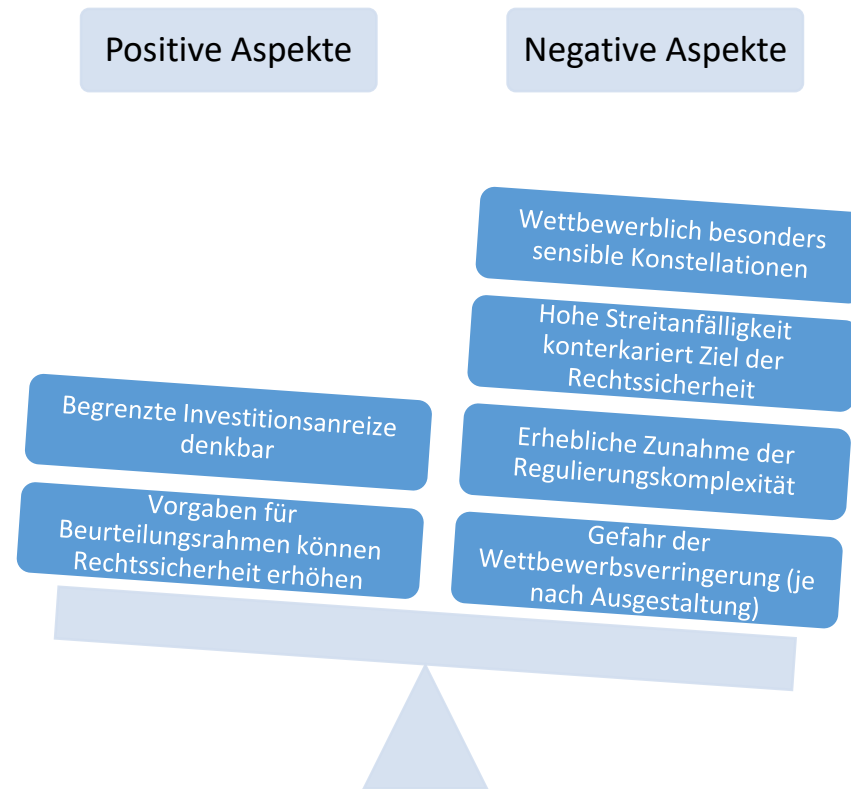 Positive Aspekte
Negative Aspekte
Begrenzte Investitionsanreize
denkbar
Vorgaben für
Beurteilungsrahmen können
Rechtssicherheit erhöhen
Wettbewerblich besonders
sensible Konstellationen
Hohe Streitanfälligkeit
konterkariert Ziel der
Rechtssicherheit
Erhebliche Zunahme der
Regulierungskomplexität
Gefahr der
Wettbewerbsverringerung (je
nach Ausgestaltung)